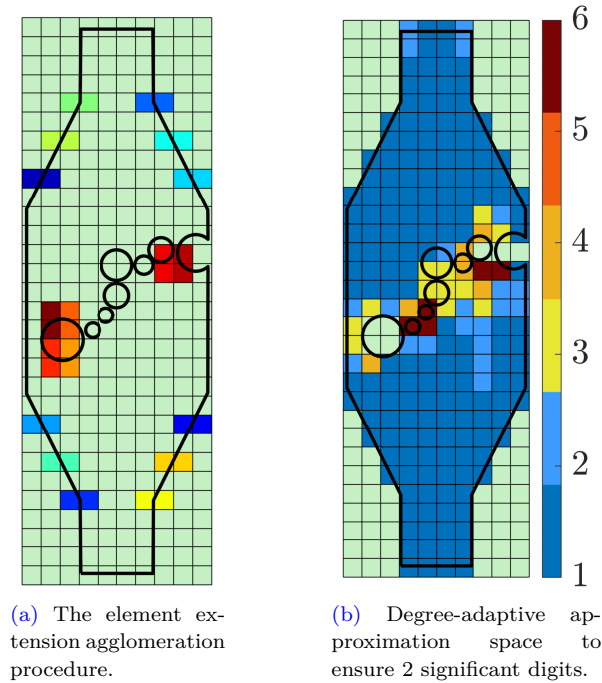 6
5
4
3
2
1
(a) The element ex-
tension agglomeration
procedure.
(b) Degree-adaptive ap-
proximation space to
ensure 2 significant digits.